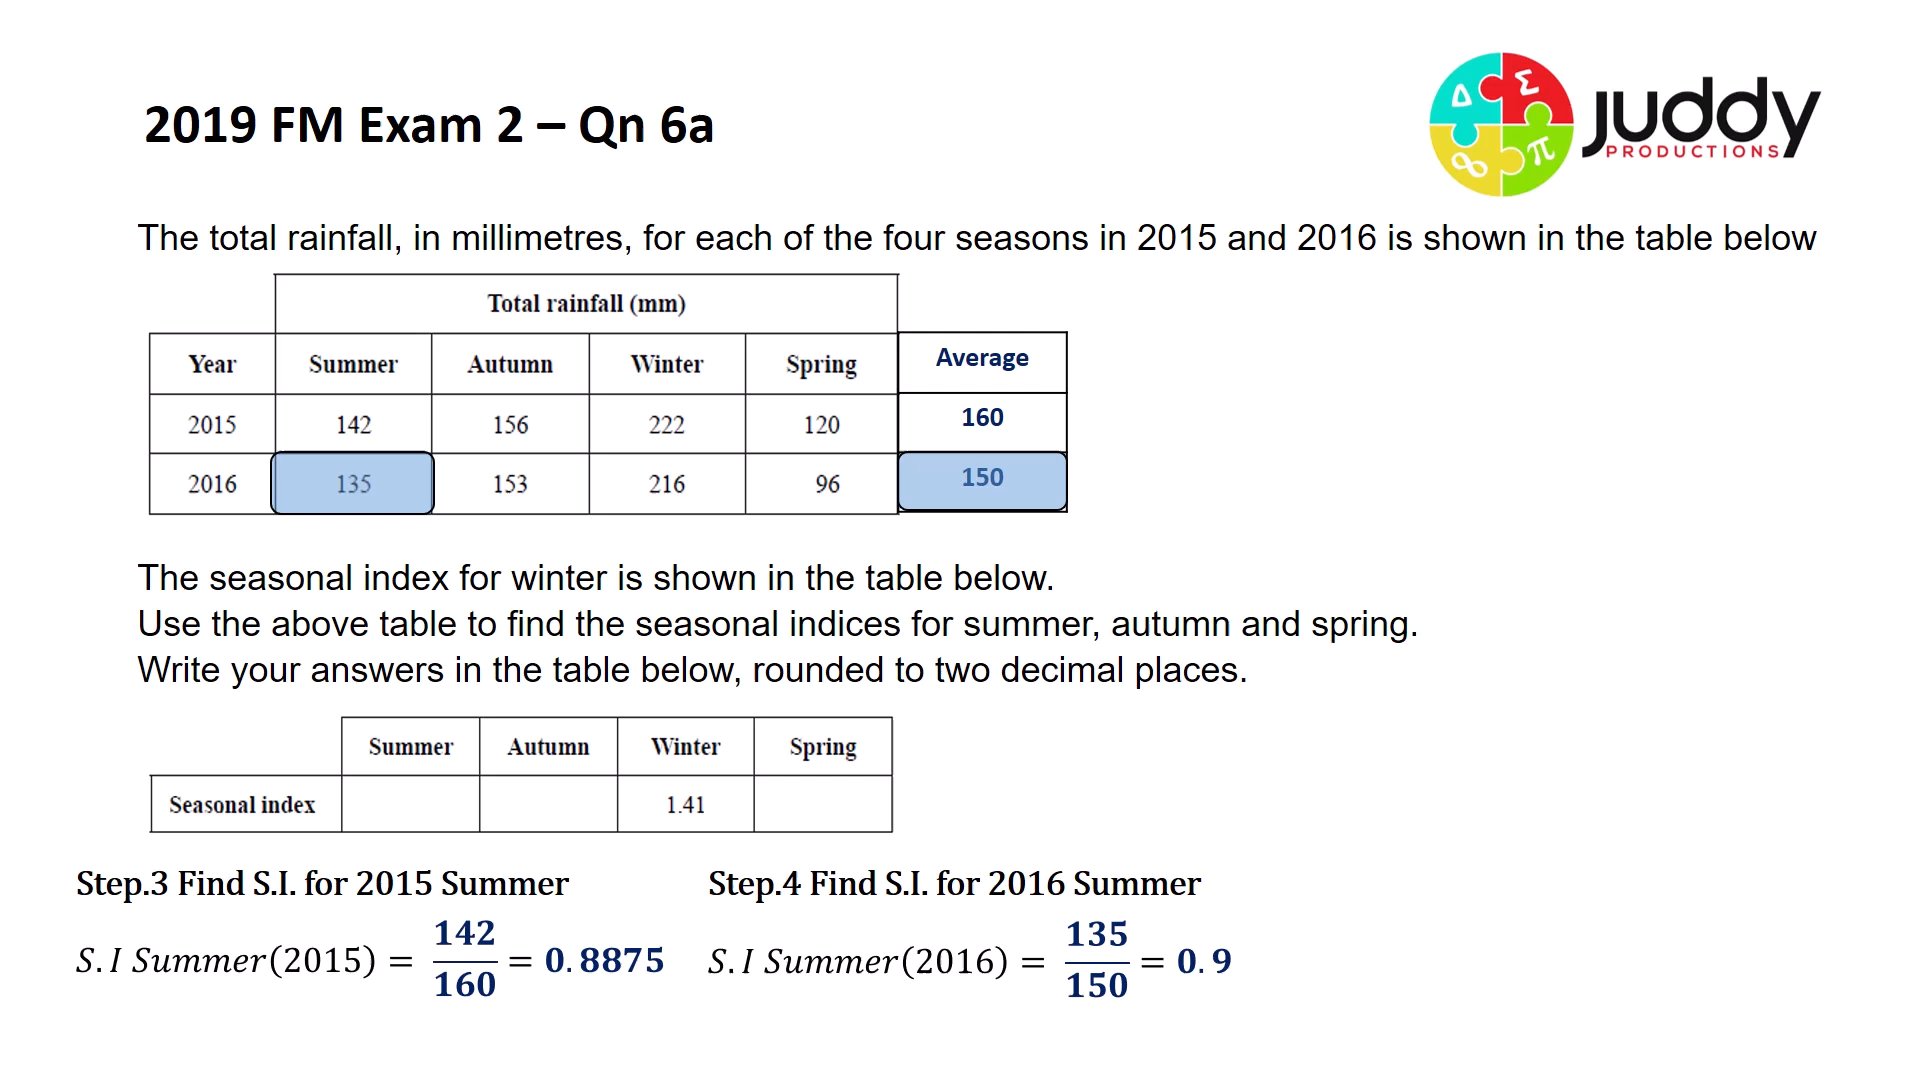 2019 FM Exam 2 – Qn 6a
Δ Σ
∞ π
juddy
PRODUCTIONS
The total rainfall, in millimetres, for each of the four seasons in 2015 and 2016 is shown in the table below
Total rainfall (mm)
Year Summer Autumn Winter Spring Average
2015 142 156 222 120 160
2016 135 153 216 96 150
The seasonal index for winter is shown in the table below.
Use the above table to find the seasonal indices for summer, autumn and spring.
Write your answers in the table below, rounded to two decimal places.
Summer Autumn Winter Spring
Seasonal index 1.41
Step.3 Find S.I. for 2015 Summer
S.I Summer(2015) = 142/160 = 0.8875
Step.4 Find S.I. for 2016 Summer
S.I Summer(2016) = 135/150 = 0.9